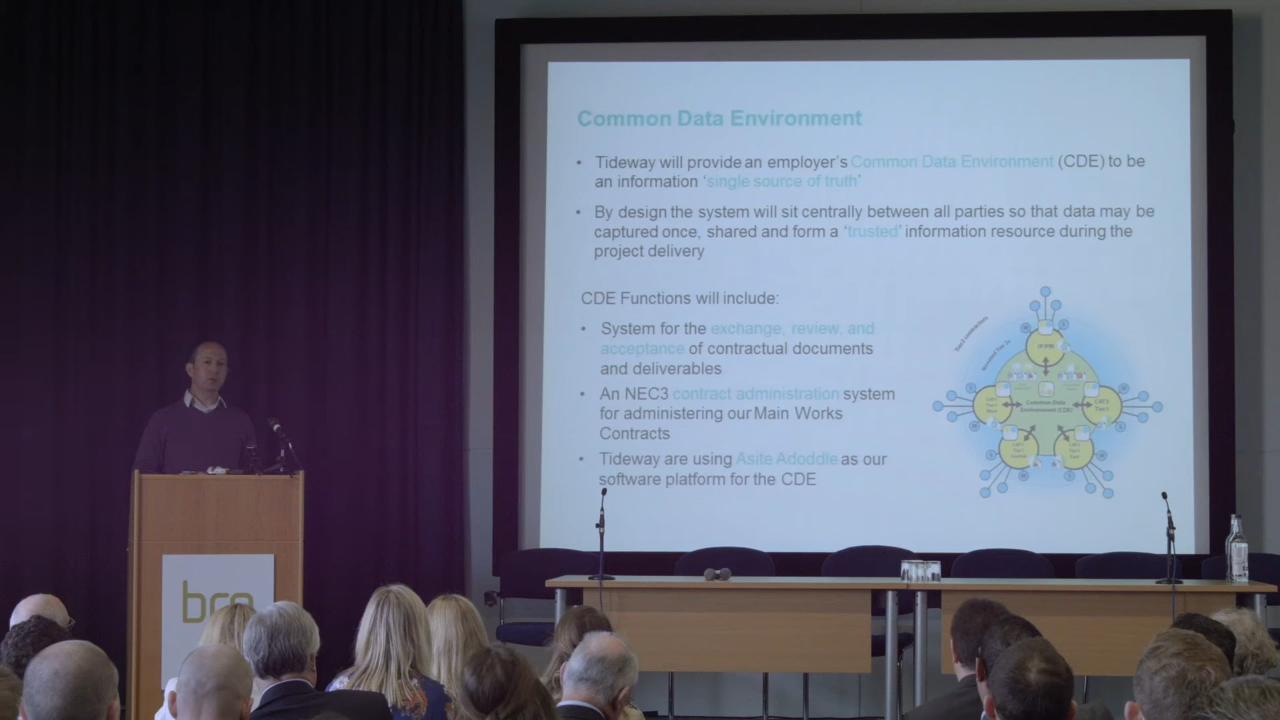 Common Data Environment
• Tideway will provide an employer's Common Data Environment (CDE) to be
an information 'single source of truth'
• By design the system will sit centrally between all parties so that data may be
captured once, shared and form a 'trusted' information resource during the
project delivery
CDE Functions will include:
• System for the exchange, review, and
acceptance of contractual documents
and deliverables
• An NEC3 contract administration system
for administering our Main Works
Contracts
• Tideway are using Asite Adoddle as our
software platform for the CDE
Common Data
Environment (CDE)
bre